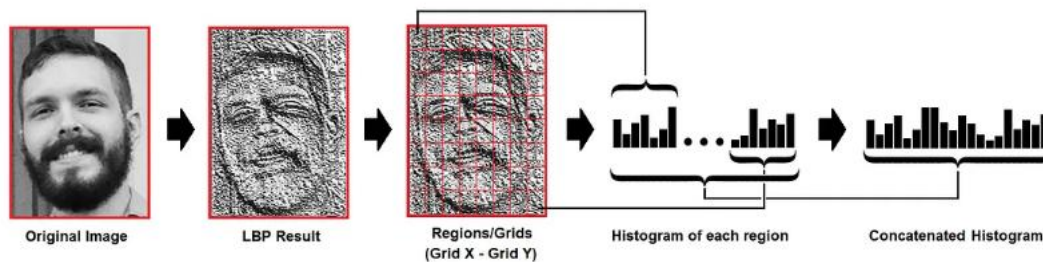 Original Image
LBP Result
Regions/Grids
(Grid X - Grid Y)
Histogram of each region
Concatenated Histogram